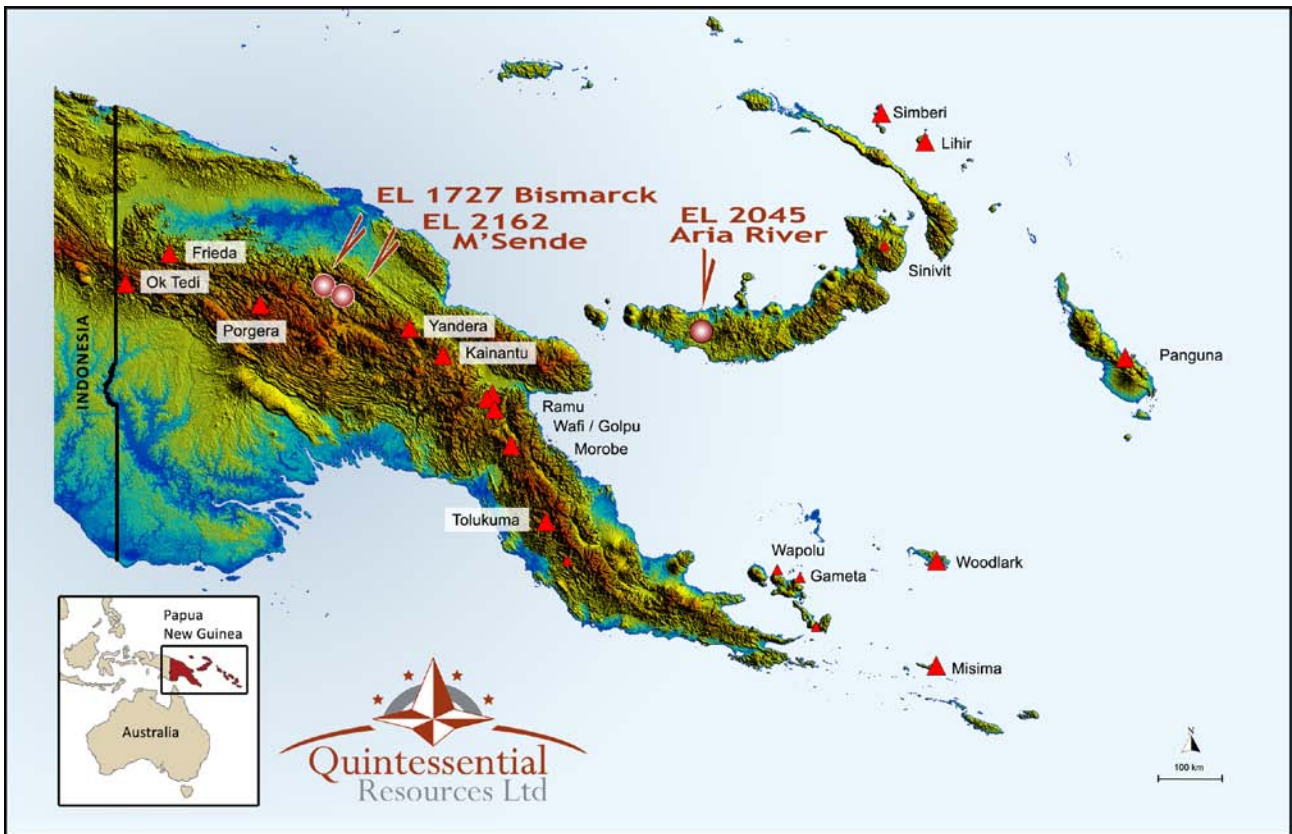 Simberi
Lihir
EL 1727 Bismarck
EL 2162
M'Sende
EL 2045
Aria River
Sinivit
Frieda
Ok Tedi
Porgera
Yandera
Kainantu
Panguna
INDONESIA
Ramu
Wafi / Golpu
Morobe
Tolukuma
Wapolu
Gameta
Woodlark
Misima
Papua
New Guinea
Australia
Quintessential
Resources Ltd
N
100 km